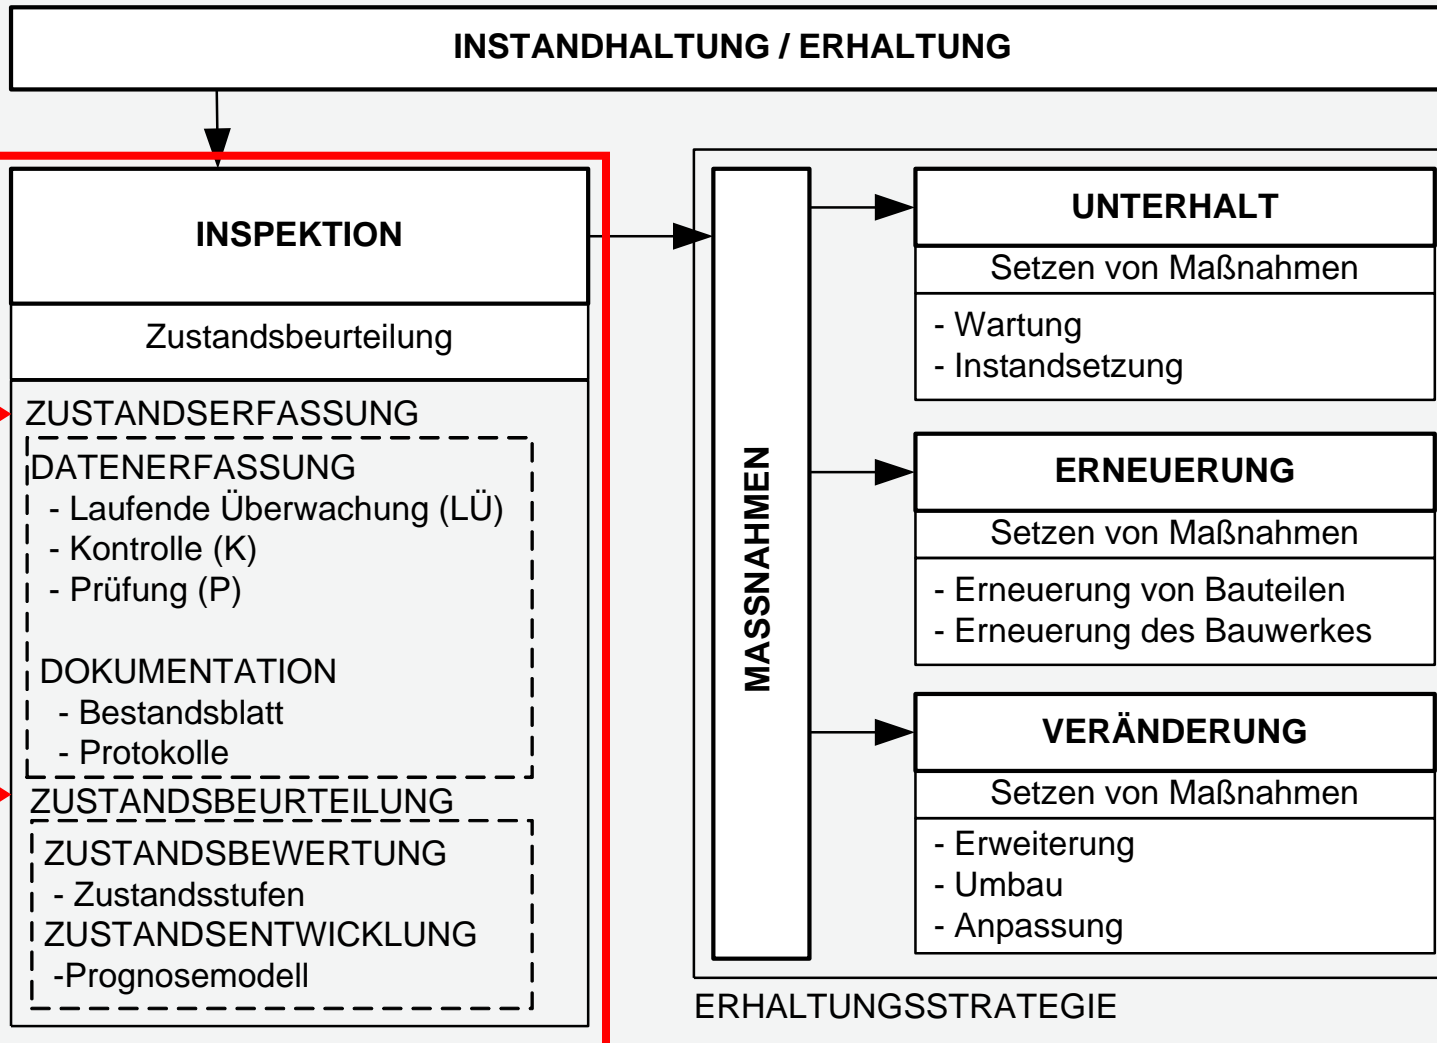 INSTANDHALTUNG / ERHALTUNG
INSPEKTION
Zustandsbeurteilung
ZUSTANDSERFASSUNG
DATENERFASSUNG
- Laufende Überwachung (LÜ)
- Kontrolle (K)
- Prüfung (P)
DOKUMENTATION
- Bestandsblatt
- Protokolle
ZUSTANDSBEURTEILUNG
ZUSTANDSBEWERTUNG
- Zustandsstufen
ZUSTANDSENTWICKLUNG
-Prognosemodell
MASSNAHMEN
UNTERHALT
Setzen von Maßnahmen
- Wartung
- Instandsetzung
ERNEUERUNG
Setzen von Maßnahmen
- Erneuerung von Bauteilen
- Erneuerung des Bauwerkes
VERÄNDERUNG
Setzen von Maßnahmen
- Erweiterung
- Umbau
- Anpassung
ERHALTUNGSSTRATEGIE